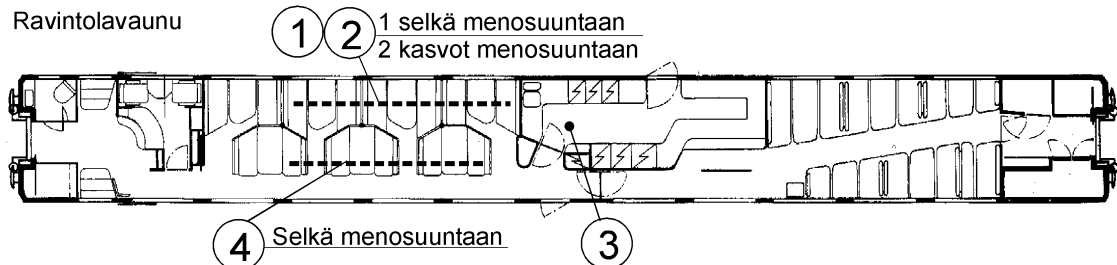 Ravintolavaunu
1 2 1 selkä menosuuntaan
2 kasvot menosuuntaan
4 Selkä menosuuntaan
3